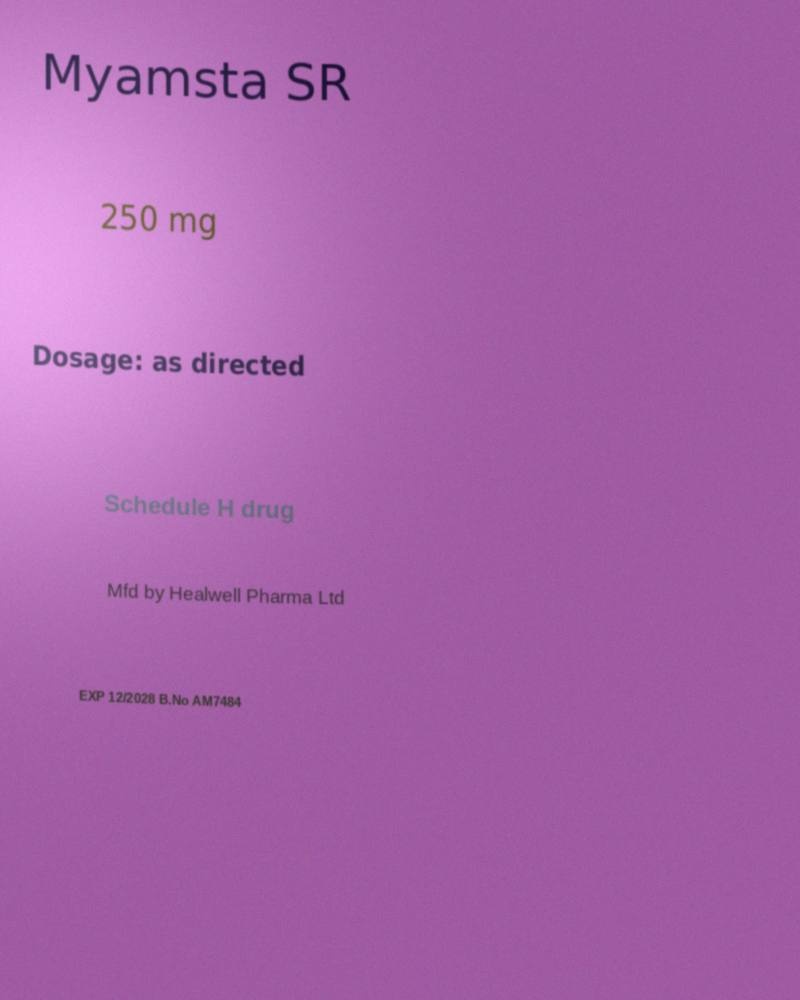 Myamsta SR
250 mg
Dosage: as directed
Schedule H drug
Mfd by Healwell Pharma Ltd
EXP 12/2028 B.No AM7484